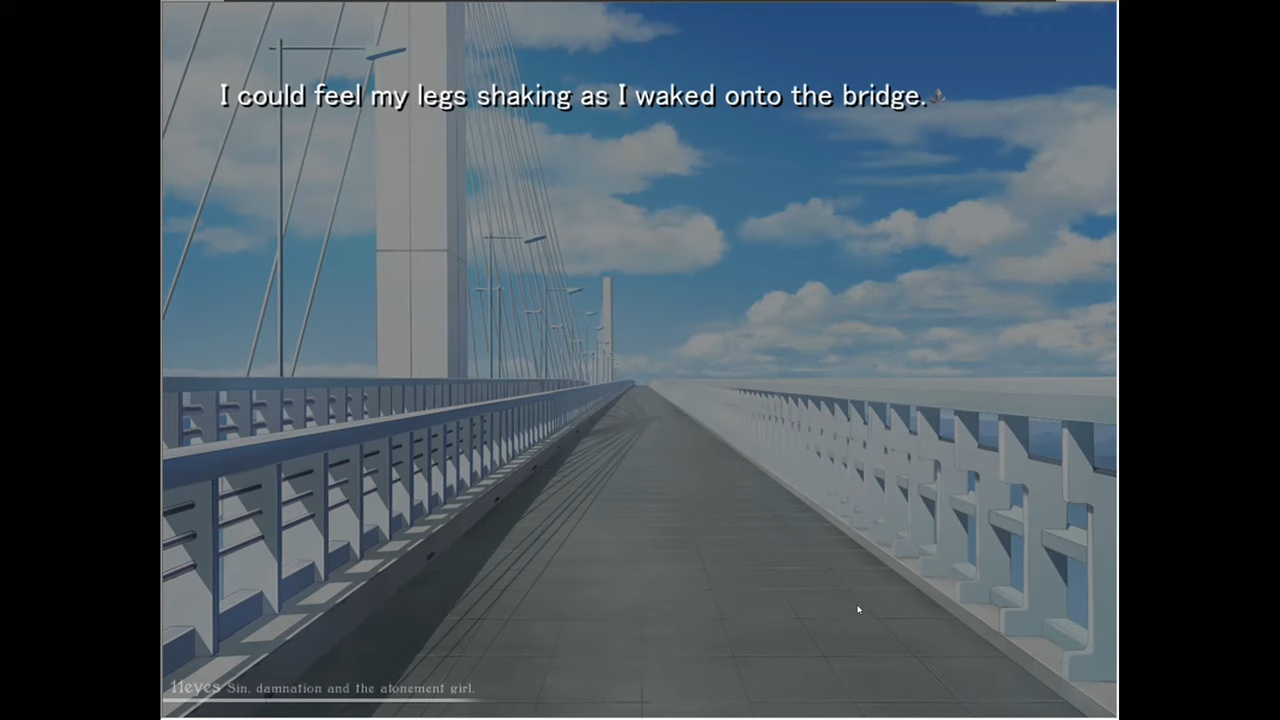 I could feel my legs shaking as I waked onto the bridge.
11eyes Sin, damnation and the atonement girl.